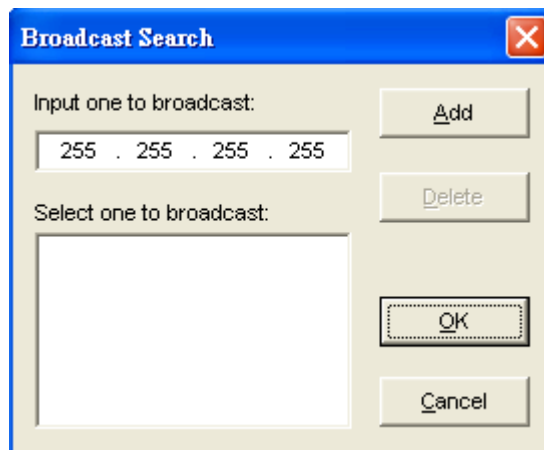 Broadcast Search
Input one to broadcast:
Add
255 . 255 . 255 . 255
Delete
Select one to broadcast:
OK
Cancel